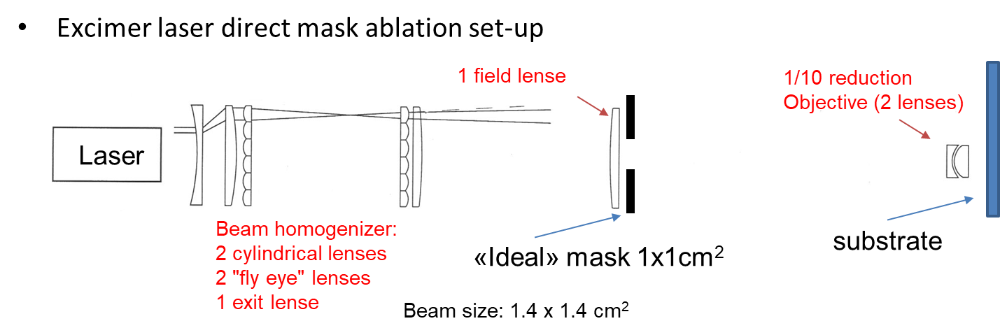 • Excimer laser direct mask ablation set-up
1 field lense
1/10 reduction
Objective (2 lenses)
Laser
Beam homogenizer:
2 cylindrical lenses
2 "fly eye" lenses
1 exit lense
«Ideal» mask 1x1cm²
substrate
Beam size: 1.4 x 1.4 cm²